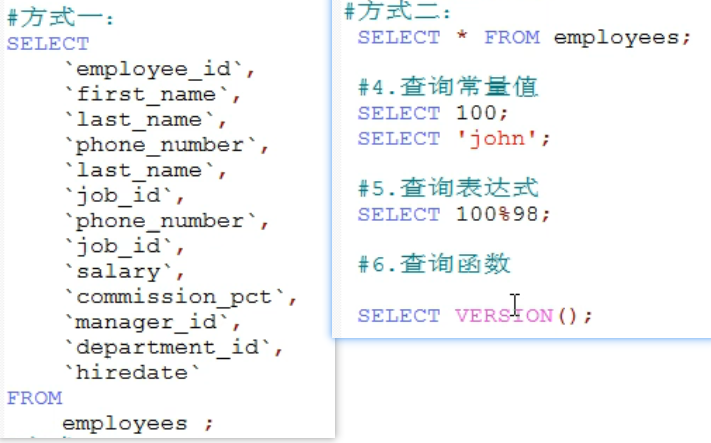 #方式一：
SELECT
`employee_id`,
`first_name`,
`last_name`,
`phone_number`,
`last_name`,
`job_id`,
`phone_number`,
`job_id`,
`salary`,
`commission_pct`,
`manager_id`,
`department_id`,
`hiredate`
FROM
employees ;
#方式二：
SELECT * FROM employees;
#4.查询常量值
SELECT 100;
SELECT 'john';
#5.查询表达式
SELECT 100%98;
#6.查询函数
SELECT VERSION();